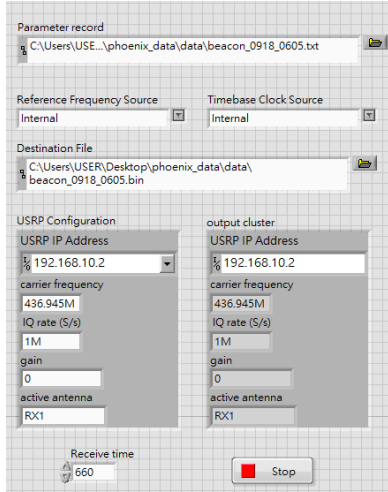 Parameter record
C:\Users\USE...\phoenix_data\data\beacon_0918_0605.txt
Reference Frequency Source
Timebase Clock Source
Internal
Internal
Destination File
C:\Users\USER\Desktop\phoenix_data\data\
beacon_0918_0605.bin
USRP Configuration
USRP IP Address
192.168.10.2
carrier frequency
436.945M
IQ rate (S/s)
1M
gain
0
active antenna
RX1
output cluster
USRP IP Address
192.168.10.2
carrier frequency
436.945M
IQ rate (S/s)
1M
gain
0
active antenna
RX1
Receive time
660
Stop